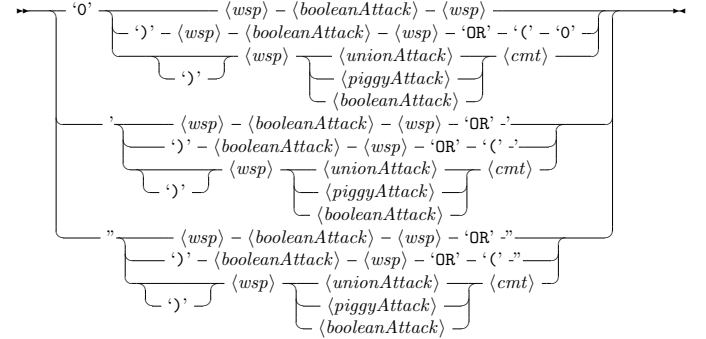 ‘0’ ⟨wsp⟩ – ⟨booleanAttack⟩ – ⟨wsp⟩
‘)’ – ⟨wsp⟩ – ⟨booleanAttack⟩ – ⟨wsp⟩ – ‘OR’ – ‘(’ – ‘0’
⟨wsp⟩ ⟨unionAttack⟩ ⟨cmt⟩
‘)’ ⟨piggyAttack⟩
⟨booleanAttack⟩
’ ⟨wsp⟩ – ⟨booleanAttack⟩ – ⟨wsp⟩ – ‘OR’ -’
‘)’ – ⟨booleanAttack⟩ – ⟨wsp⟩ – ‘OR’ – ‘(’ -’
⟨wsp⟩ ⟨unionAttack⟩ ⟨cmt⟩
‘)’ ⟨piggyAttack⟩
⟨booleanAttack⟩
” ⟨wsp⟩ – ⟨booleanAttack⟩ – ⟨wsp⟩ – ‘OR’ -”
‘)’ – ⟨booleanAttack⟩ – ⟨wsp⟩ – ‘OR’ – ‘(’ -”
⟨wsp⟩ ⟨unionAttack⟩ ⟨cmt⟩
‘)’ ⟨piggyAttack⟩
⟨booleanAttack⟩